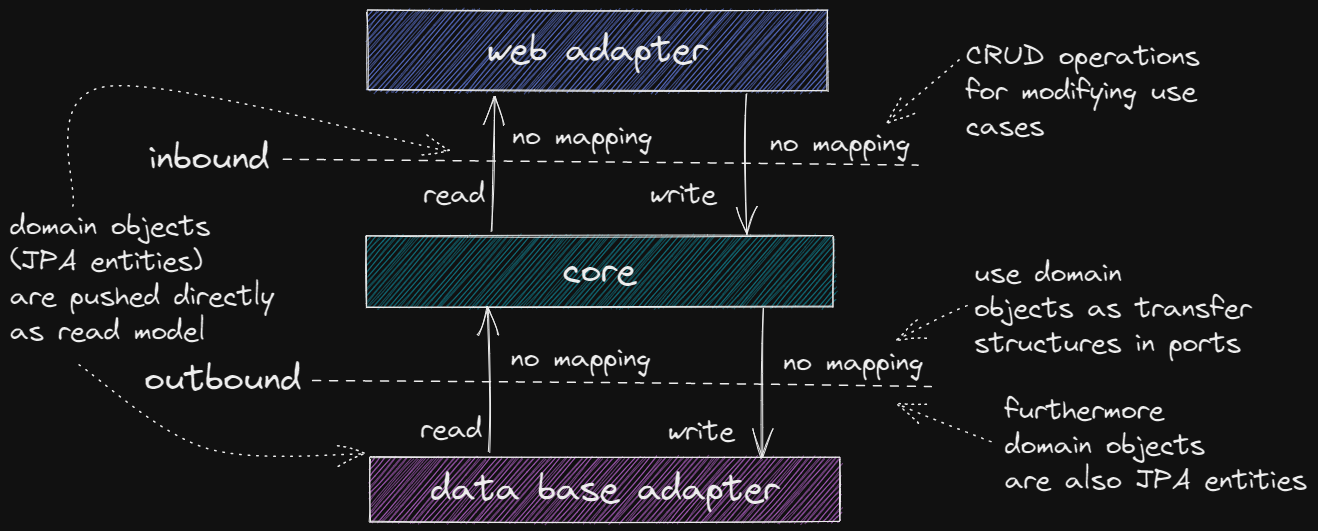 web adapter
CRUD operations
for modifying use
cases
no mapping
no mapping
inbound
read
write
domain objects
(JPA entities)
are pushed directly
as read model
core
use domain
objects as transfer
structures in ports
no mapping
no mapping
outbound
read
write
furthermore
domain objects
are also JPA entities
data base adapter